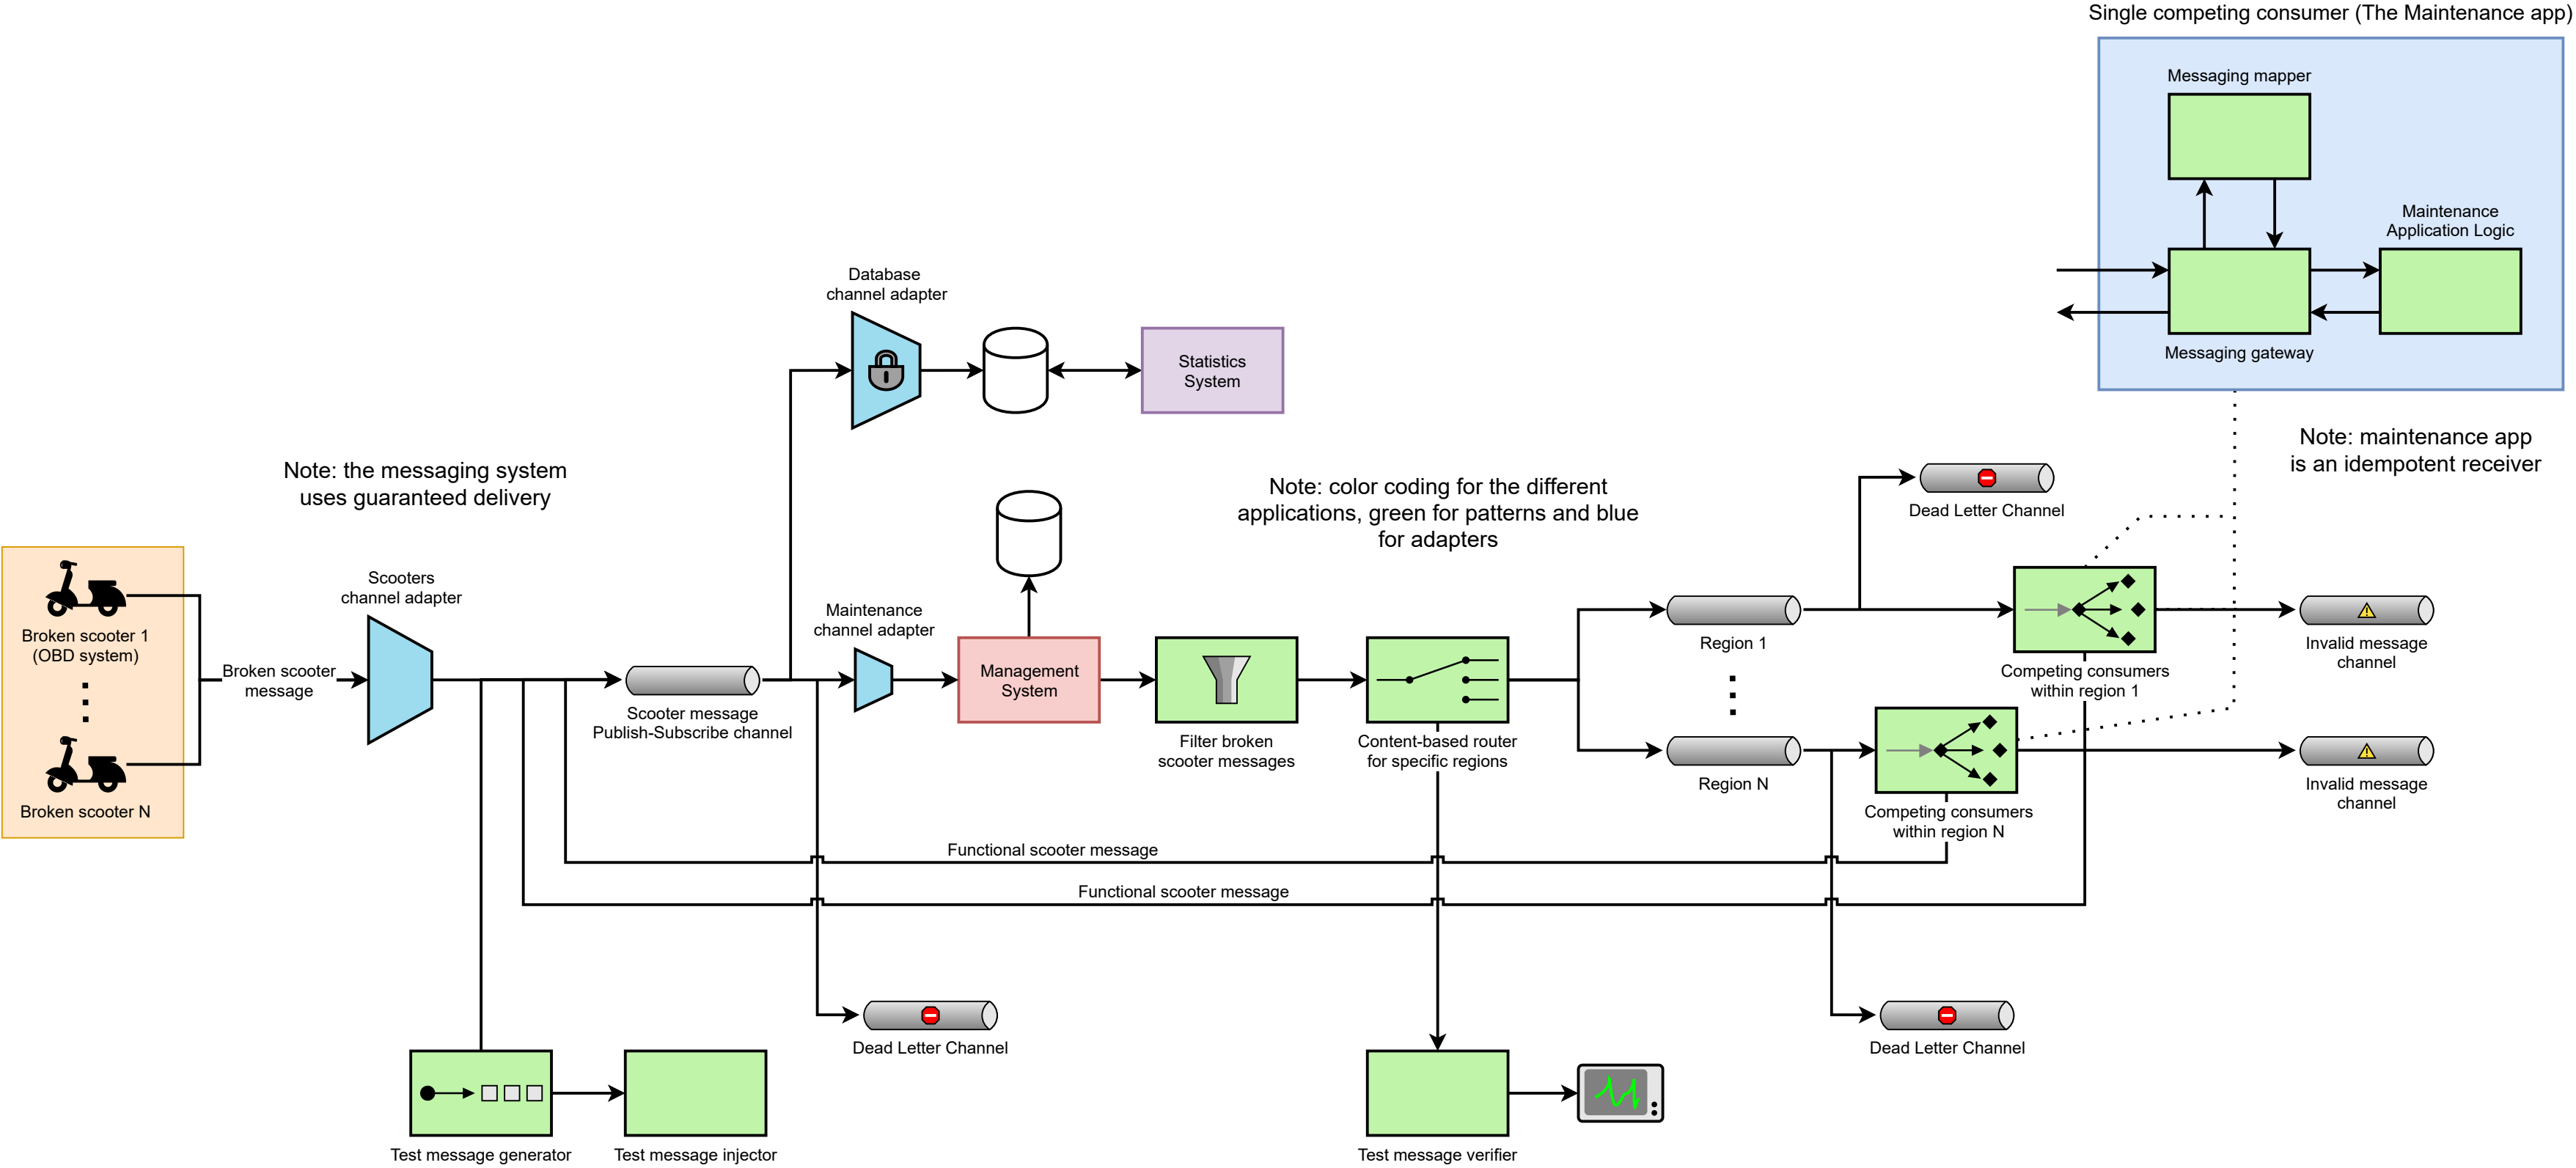 Single competing consumer (The Maintenance app)
Messaging mapper
Maintenance
Application Logic
Messaging gateway
Database
channel adapter
Statistics
System
Note: the messaging system
uses guaranteed delivery
Note: color coding for the different
applications, green for patterns and blue
for adapters
Note: maintenance app
is an idempotent receiver
Dead Letter Channel
Scooters
channel adapter
Broken scooter 1
(OBD system)
Broken scooter
message
Broken scooter N
Scooter message
Publish-Subscribe channel
Maintenance
channel adapter
Management
System
Filter broken
scooter messages
Content-based router
for specific regions
Region 1
Region N
Competing consumers
within region 1
Invalid message
channel
Competing consumers
within region N
Invalid message
channel
Functional scooter message
Functional scooter message
Dead Letter Channel
Dead Letter Channel
Test message generator
Test message injector
Test message verifier